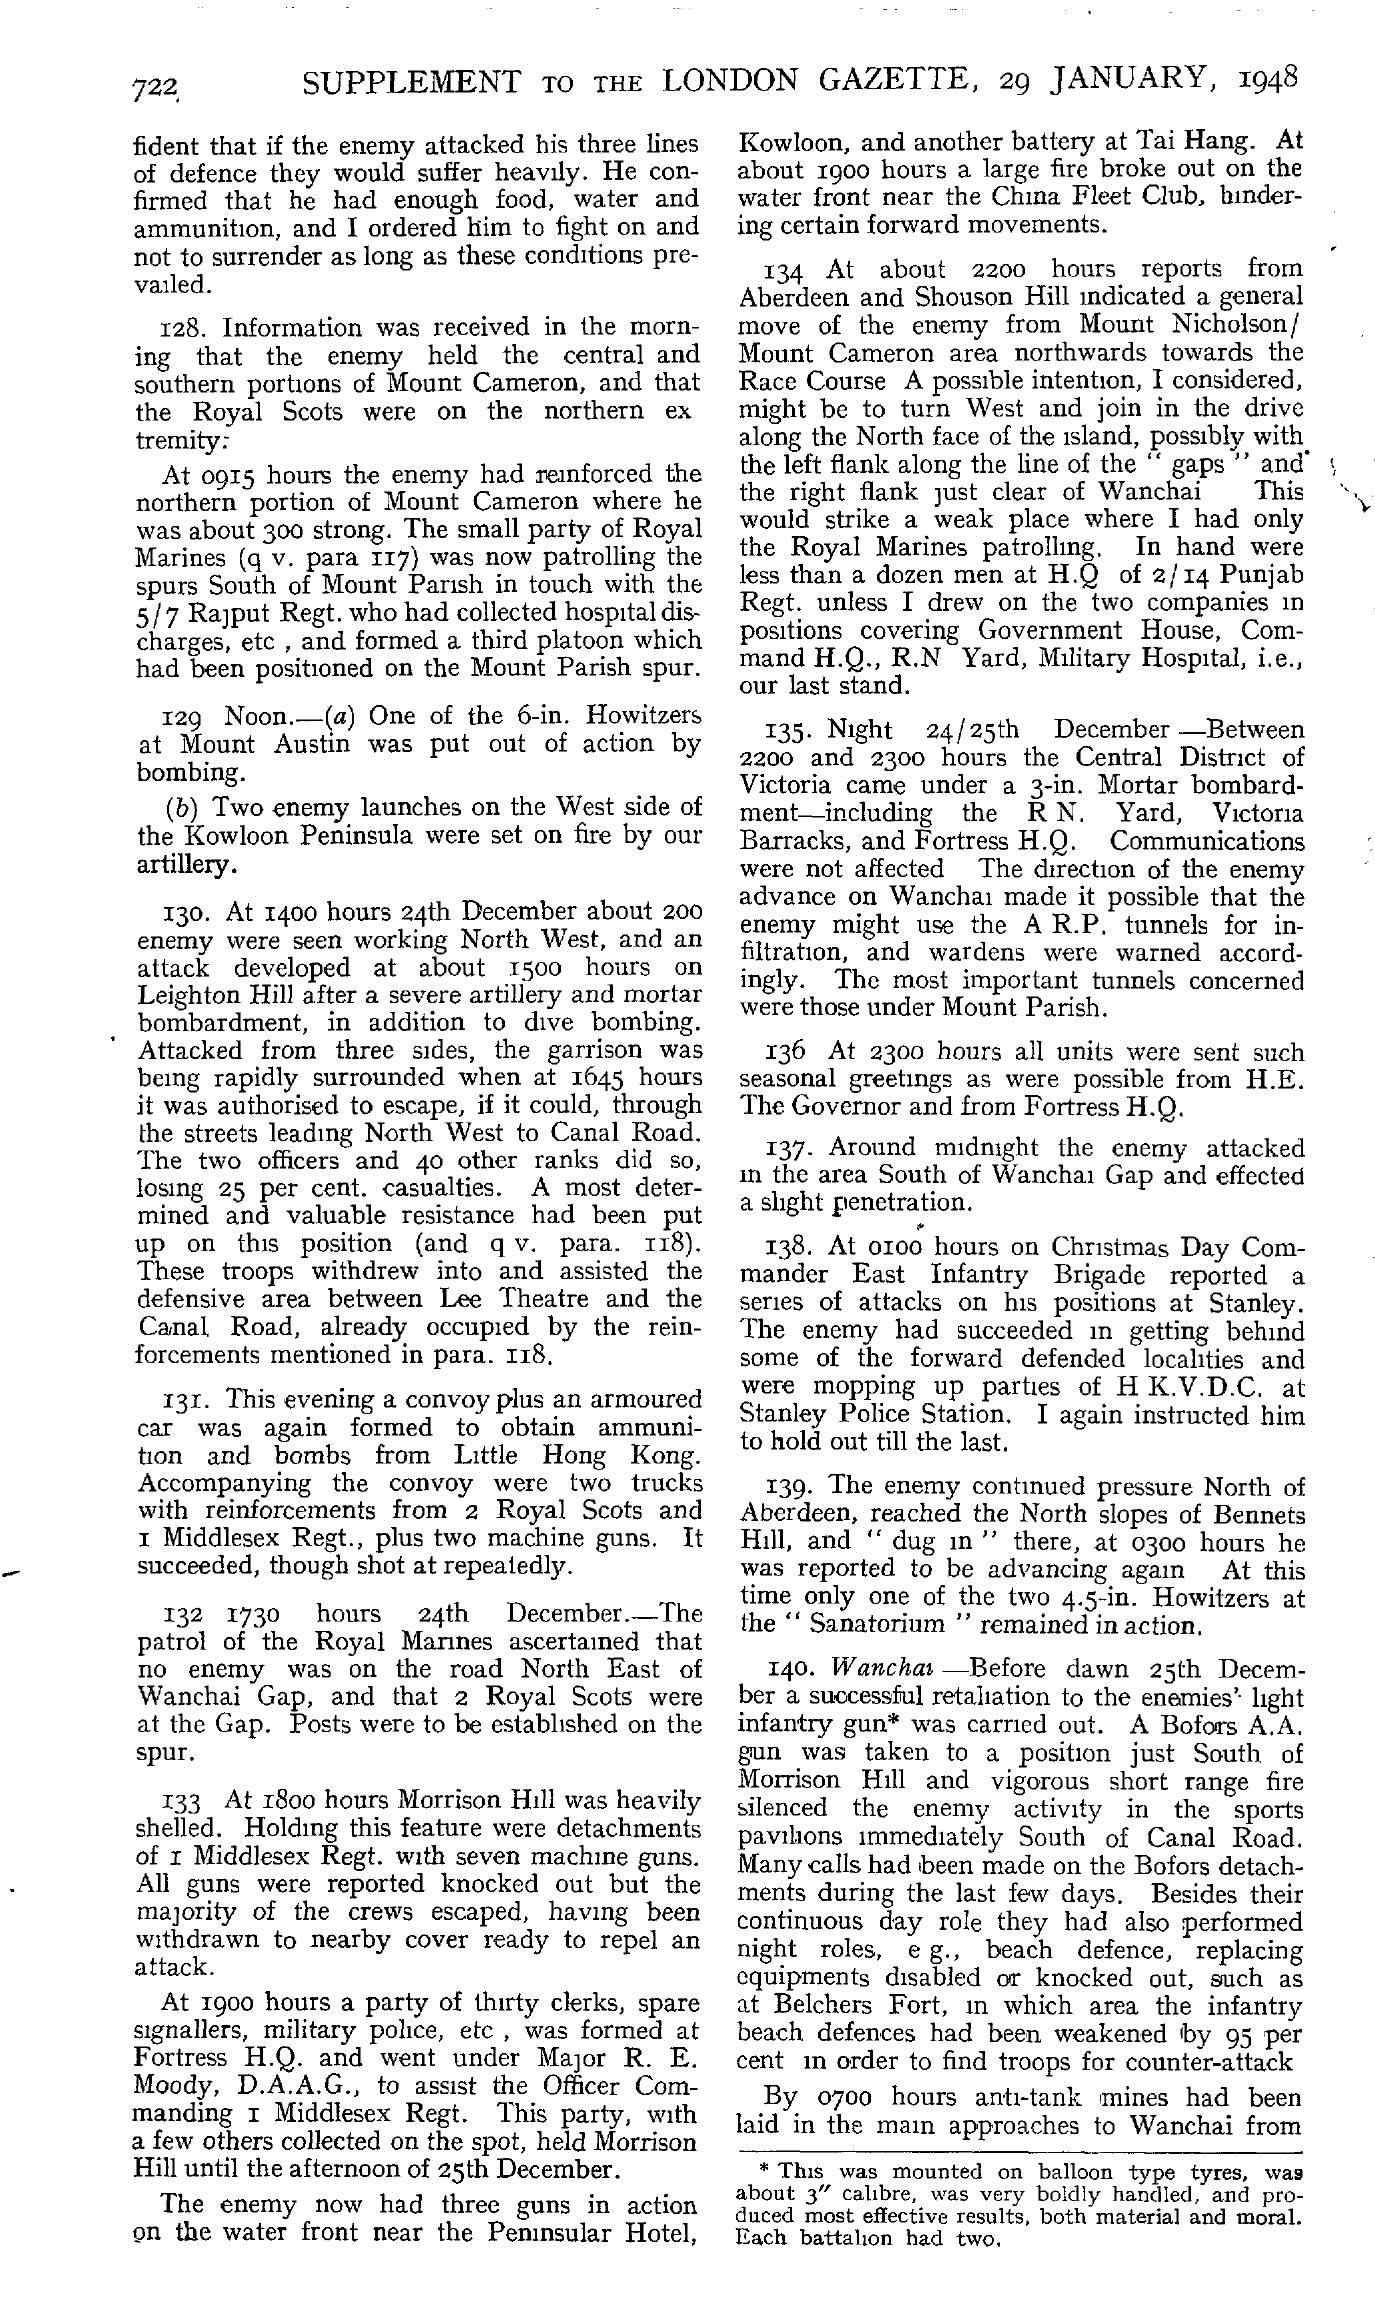 722 SUPPLEMENT TO THE LONDON GAZETTE, 29 JANUARY, 1948
fident that if the enemy attacked his three lines
of defence they would suffer heavily. He con-
firmed that he had enough food, water and
ammunition, and I ordered him to fight on and
not to surrender as long as these conditions pre-
vailed.
128. Information was received in the morn-
ing that the enemy held the central and
southern portions of Mount Cameron, and that
the Royal Scots were on the northern ex
tremity:
At 0915 hours the enemy had reinforced the
northern portion of Mount Cameron where he
was about 300 strong. The small party of Royal
Marines (q v. para 117) was now patrolling the
spurs South of Mount Parish in touch with the
5/7 Rajput Regt. who had collected hospital dis-
charges, etc , and formed a third platoon which
had been positioned on the Mount Parish spur.
129 Noon.—(a) One of the 6-in. Howitzers
at Mount Austin was put out of action by
bombing.
(b) Two enemy launches on the West side of
the Kowloon Peninsula were set on fire by our
artillery.
130. At 1400 hours 24th December about 200
enemy were seen working North West, and an
attack developed at about 1500 hours on
Leighton Hill after a severe artillery and mortar
bombardment, in addition to dive bombing.
Attacked from three sides, the garrison was
being rapidly surrounded when at 1645 hours
it was authorised to escape, if it could, through
the streets leading North West to Canal Road.
The two officers and 40 other ranks did so,
losing 25 per cent. casualties. A most deter-
mined and valuable resistance had been put
up on this position (and q v. para. 118).
These troops withdrew into and assisted the
defensive area between Lee Theatre and the
Canal Road, already occupied by the rein-
forcements mentioned in para. 118.
131. This evening a convoy plus an armoured
car was again formed to obtain ammuni-
tion and bombs from Little Hong Kong.
Accompanying the convoy were two trucks
with reinforcements from 2 Royal Scots and
1 Middlesex Regt., plus two machine guns. It
succeeded, though shot at repeatedly.
132 1730 hours 24th December.—The
patrol of the Royal Marines ascertained that
no enemy was on the road North East of
Wanchai Gap, and that 2 Royal Scots were
at the Gap. Posts were to be established on the
spur.
133 At 1800 hours Morrison Hill was heavily
shelled. Holding this feature were detachments
of 1 Middlesex Regt. with seven machine guns.
All guns were reported knocked out but the
majority of the crews escaped, having been
withdrawn to nearby cover ready to repel an
attack.
At 1900 hours a party of thirty clerks, spare
signallers, military police, etc , was formed at
Fortress H.Q. and went under Major R. E.
Moody, D.A.A.G., to assist the Officer Com-
manding 1 Middlesex Regt. This party, with
a few others collected on the spot, held Morrison
Hill until the afternoon of 25th December.
The enemy now had three guns in action
on the water front near the Peninsular Hotel,
Kowloon, and another battery at Tai Hang. At
about 1900 hours a large fire broke out on the
water front near the China Fleet Club, hinder-
ing certain forward movements.
134 At about 2200 hours reports from
Aberdeen and Shouson Hill indicated a general
move of the enemy from Mount Nicholson/
Mount Cameron area northwards towards the
Race Course A possible intention, I considered,
might be to turn West and join in the drive
along the North face of the island, possibly with
the left flank along the line of the “ gaps ” and
the right flank just clear of Wanchai This
would strike a weak place where I had only
the Royal Marines patrolling. In hand were
less than a dozen men at H.Q of 2/14 Punjab
Regt. unless I drew on the two companies in
positions covering Government House, Com-
mand H.Q., R.N Yard, Military Hospital, i.e.,
our last stand.
135. Night 24/25th December —Between
2200 and 2300 hours the Central District of
Victoria came under a 3-in. Mortar bombard-
ment—including the R N. Yard, Victoria
Barracks, and Fortress H.Q. Communications
were not affected The direction of the enemy
advance on Wanchai made it possible that the
enemy might use the A R.P. tunnels for in-
filtration, and wardens were warned accord-
ingly. The most important tunnels concerned
were those under Mount Parish.
136 At 2300 hours all units were sent such
seasonal greetings as were possible from H.E.
The Governor and from Fortress H.Q.
137. Around midnight the enemy attacked
in the area South of Wanchai Gap and effected
a slight penetration.
138. At 0100 hours on Christmas Day Com-
mander East Infantry Brigade reported a
series of attacks on his positions at Stanley.
The enemy had succeeded in getting behind
some of the forward defended localities and
were mopping up parties of H K.V.D.C. at
Stanley Police Station. I again instructed him
to hold out till the last.
139. The enemy continued pressure North of
Aberdeen, reached the North slopes of Bennets
Hill, and “ dug in ” there, at 0300 hours he
was reported to be advancing again At this
time only one of the two 4.5-in. Howitzers at
the “ Sanatorium ” remained in action.
140. Wanchai —Before dawn 25th Decem-
ber a successful retaliation to the enemies’ light
infantry gun* was carried out. A Bofors A.A.
gun was taken to a position just South of
Morrison Hill and vigorous short range fire
silenced the enemy activity in the sports
pavilions immediately South of Canal Road.
Many calls had been made on the Bofors detach-
ments during the last few days. Besides their
continuous day role they had also performed
night roles, e g., beach defence, replacing
equipments disabled or knocked out, such as
at Belchers Fort, in which area the infantry
beach defences had been weakened by 95 per
cent in order to find troops for counter-attack
By 0700 hours anti-tank mines had been
laid in the main approaches to Wanchai from
* This was mounted on balloon type tyres, was
about 3″ calibre, was very boldly handled, and pro-
duced most effective results, both material and moral.
Each battalion had two.